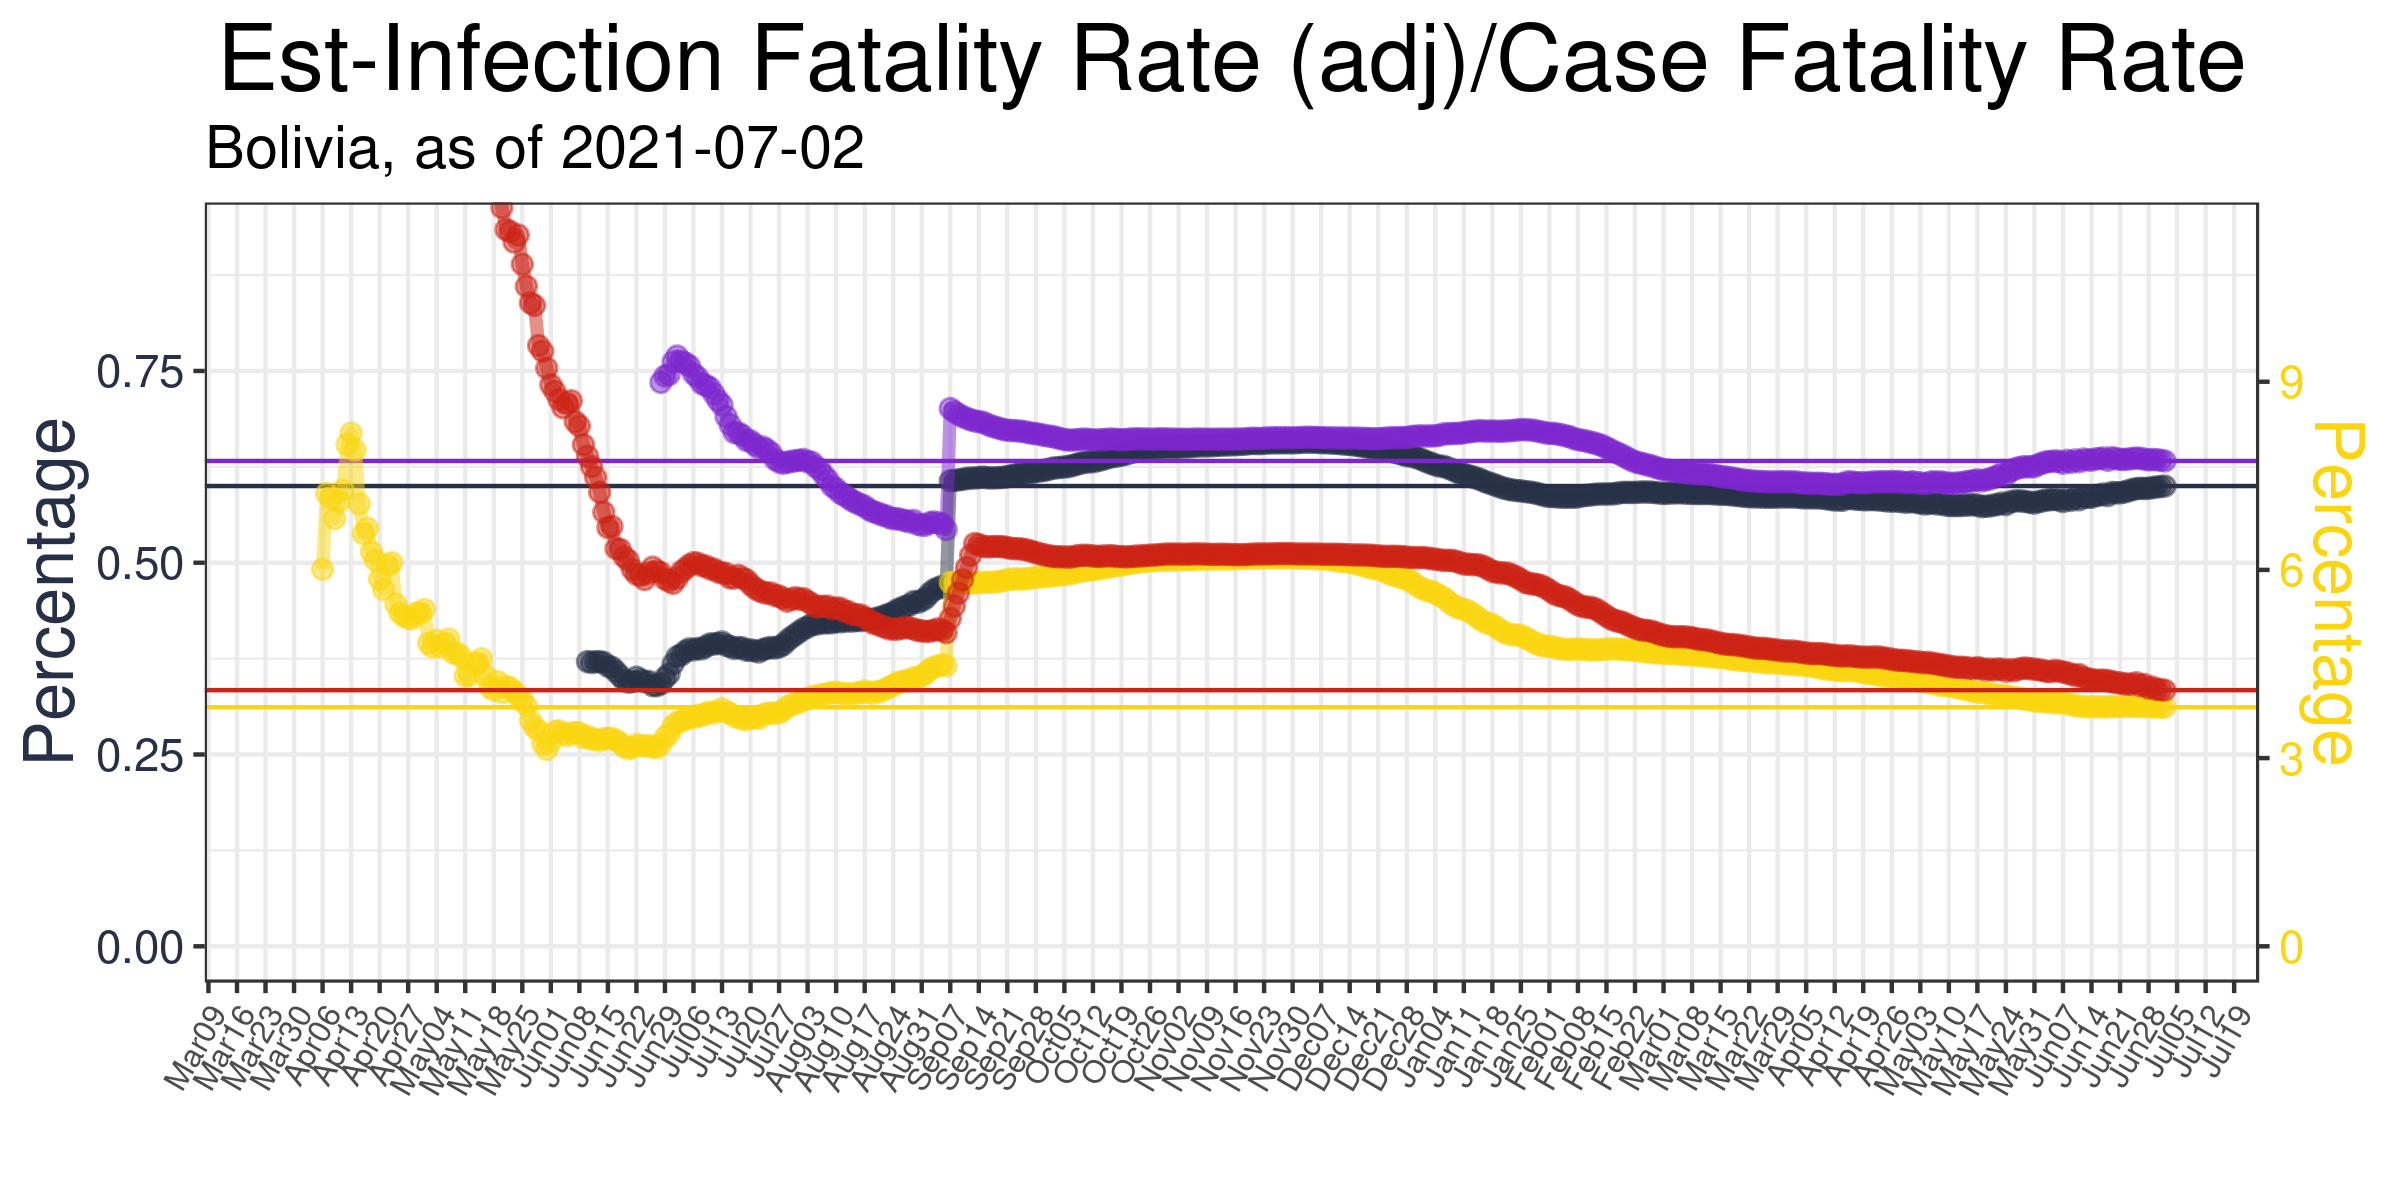 Est-Infection Fatality Rate (adj)/Case Fatality Rate
Bolivia, as of 2021-07-02
Percentage
0.75
0.50
0.25
0.00
9
6
3
0
Percentage
Mar09
Mar16
Mar23
Mar30
Apr06
Apr13
Apr20
Apr27
May04
May11
May18
May25
Jun01
Jun08
Jun15
Jun22
Jun29
Jul06
Jul13
Jul20
Jul27
Aug03
Aug10
Aug17
Aug24
Aug31
Sep07
Sep14
Sep21
Sep28
Oct05
Oct12
Oct19
Oct26
Nov02
Nov09
Nov16
Nov23
Nov30
Dec07
Dec14
Dec21
Dec28
Jan04
Jan11
Jan18
Jan25
Feb01
Feb08
Feb15
Feb22
Mar01
Mar08
Mar15
Mar22
Mar29
Apr05
Apr12
Apr19
Apr26
May03
May10
May17
May24
May31
Jun07
Jun14
Jun21
Jun28
Jul05
Jul12
Jul19